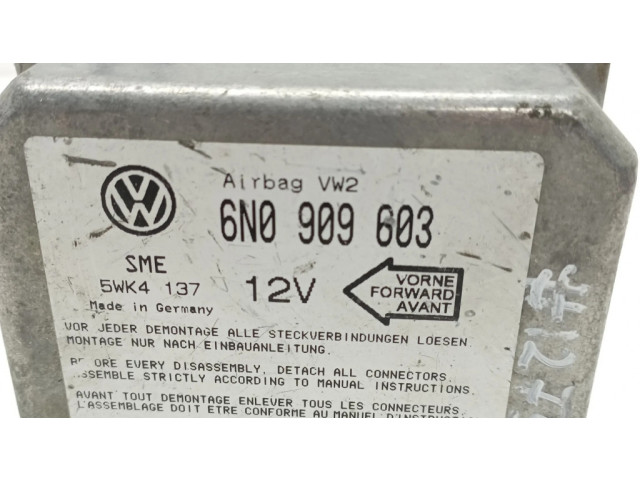 Airbag VW2
6N0 909 603
SME
5WK4 137
12V
VORNE
FORWARD
AVANT
Made in Germany
VOR JEDER DEMONTAGE ALLE STECKVERBINDUNGEN LOESEN
MONTAGE NUR NACH EINBAUANLEITUNG.
BEFORE EVERY DISASSEMBLY, DETACH ALL CONNECTORS.
ASSEMBLE STRICTLY ACCORDING TO MANUAL INSTRUCTIONS.
AVANT TOUT DEMONTAGE ENLEVER TOUS LES CONNECTEURS
L'ASSEMBLAGE DOIT ETRE CONFORME AU MANUEL